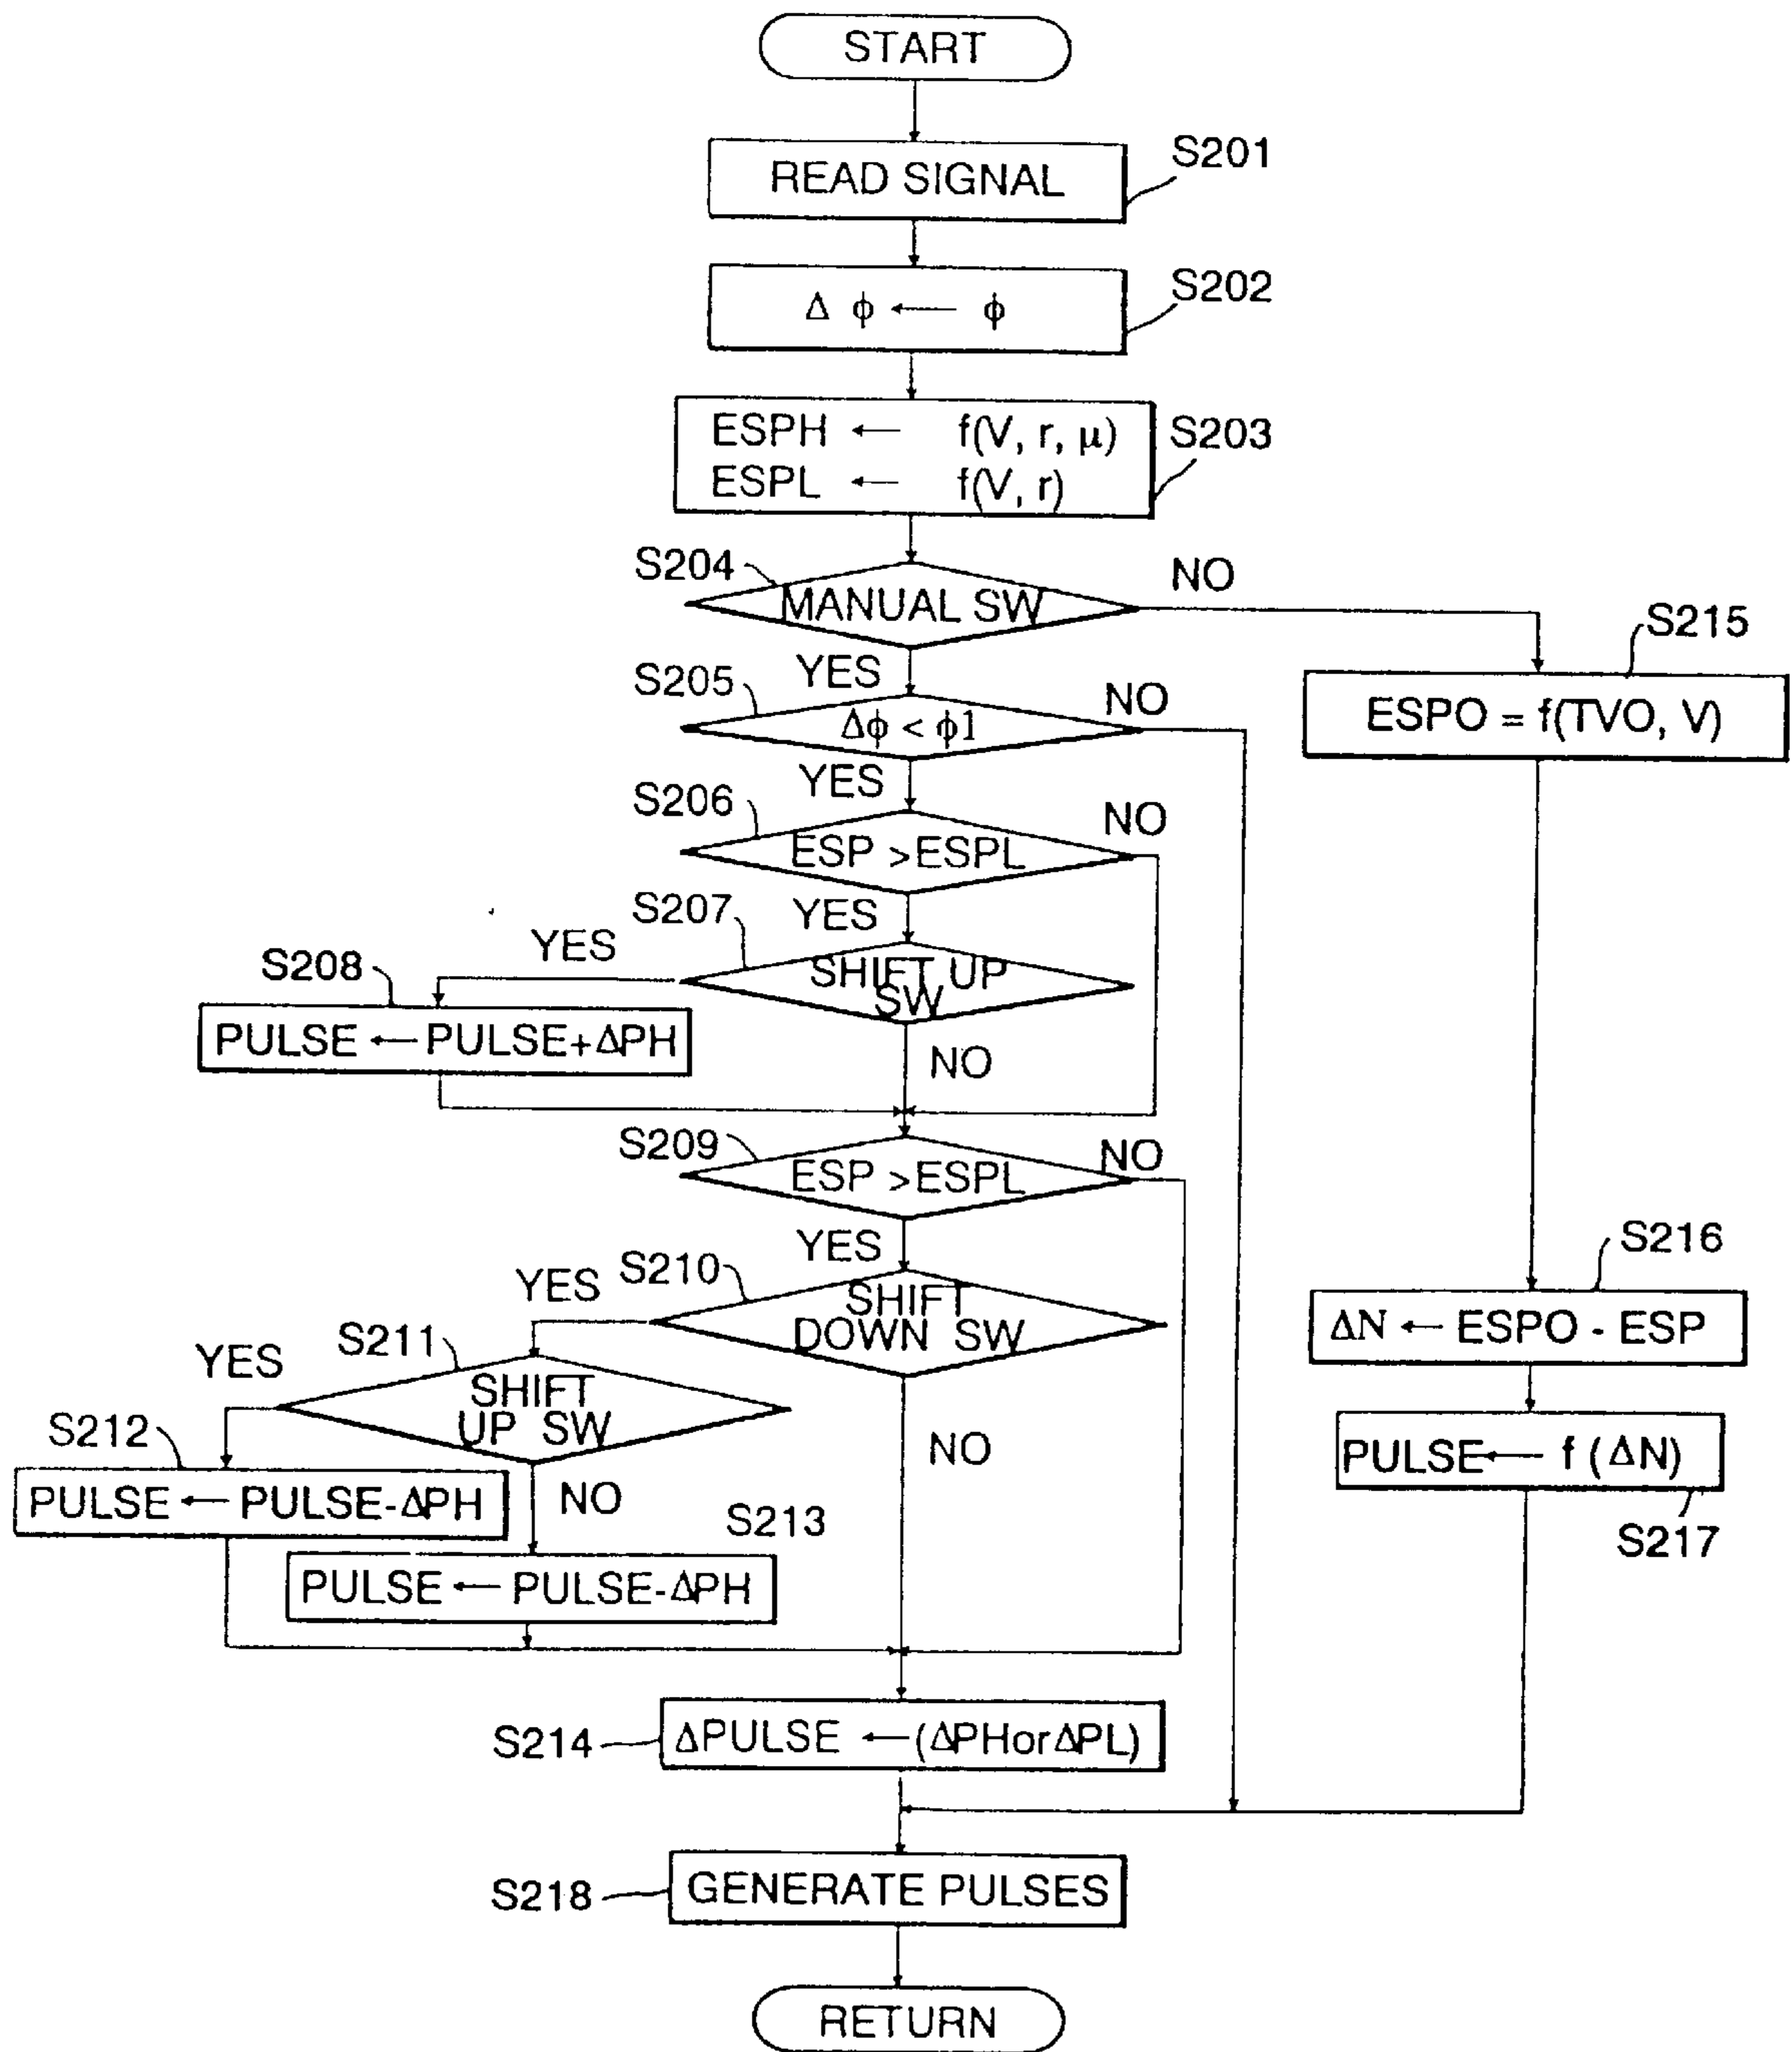 START
READ SIGNAL
S201
Δ ϕ ← ϕ
S202
ESPH ← f(V, r, μ)
ESPL ← f(V, r)
S203
S204
MANUAL SW
NO
YES
S215
ESPO = f(TVO, V)
S205
Δϕ < ϕ1
NO
YES
S206
ESP >ESPL
NO
YES
S207
SHIFT UP
SW
YES
NO
S208
PULSE ← PULSE+ΔPH
S209
ESP >ESPL
NO
YES
S210
SHIFT
DOWN SW
YES
NO
S216
ΔN ← ESPO - ESP
S211
SHIFT
UP SW
YES
NO
S212
PULSE ← PULSE-ΔPH
S213
PULSE ← PULSE-ΔPH
PULSE← f (ΔN)
S217
S214
ΔPULSE ←(ΔPHorΔPL)
S218
GENERATE PULSES
RETURN